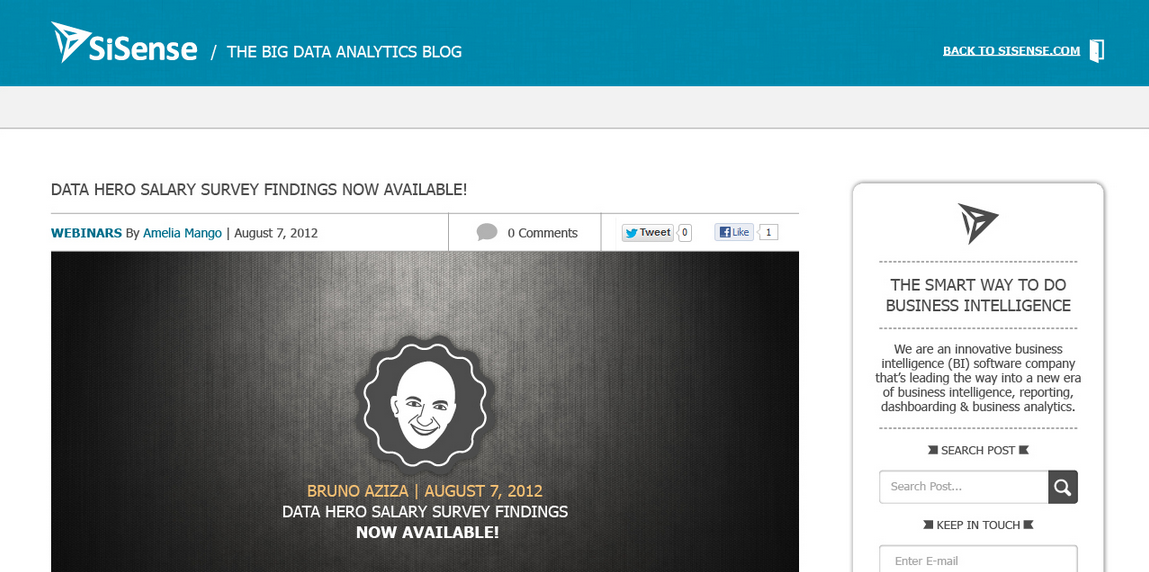 SiSense / THE BIG DATA ANALYTICS BLOG
BACK TO SISENSE.COM
DATA HERO SALARY SURVEY FINDINGS NOW AVAILABLE!
WEBINARS By Amelia Mango | August 7, 2012
0 Comments
Tweet 0
Like 1
BRUNO AZIZA | AUGUST 7, 2012
DATA HERO SALARY SURVEY FINDINGS
NOW AVAILABLE!
THE SMART WAY TO DO
BUSINESS INTELLIGENCE
We are an innovative business
intelligence (BI) software company
that's leading the way into a new era
of business intelligence, reporting,
dashboarding & business analytics.
SEARCH POST
Search Post...
KEEP IN TOUCH
Enter E-mail